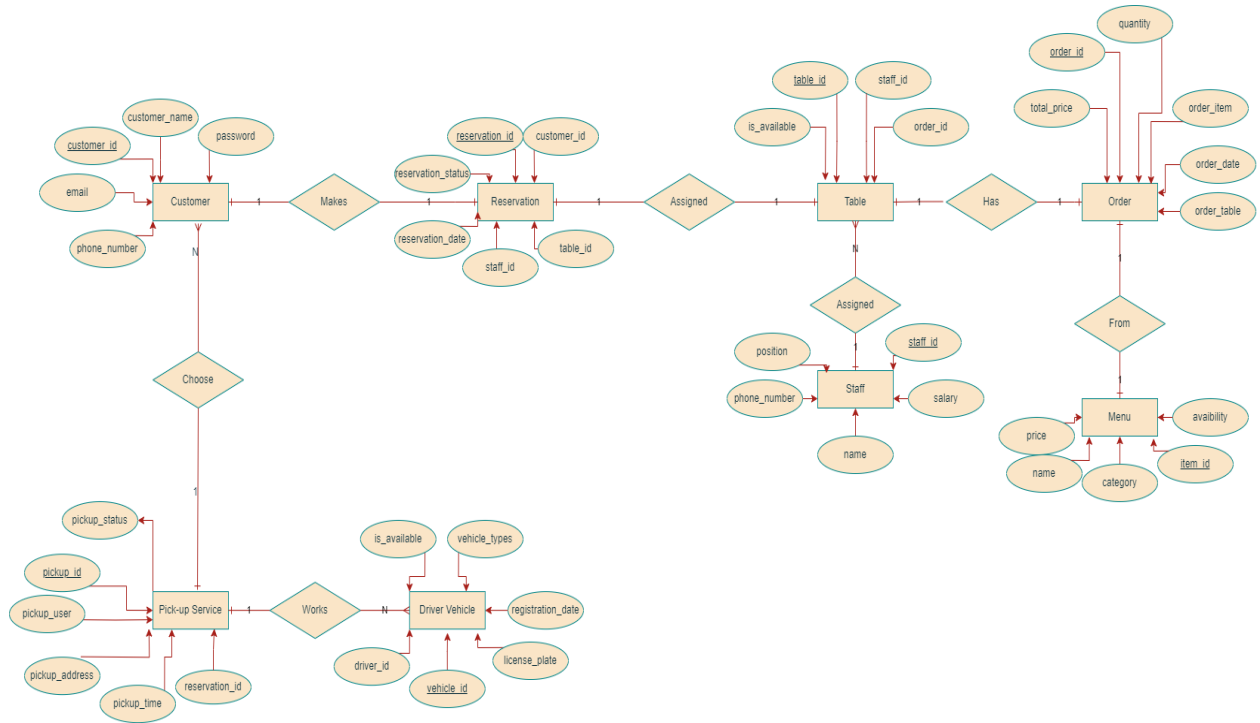 quantity
order_id
table_id
staff_id
total_price
order_item
customer_name
is_available
order_id
customer_id
password
reservation_id
customer_id
reservation_status
order_date
email
Customer
1
Makes
1
Reservation
1
Assigned
1
Table
1
Has
1
Order
order_table
phone_number
reservation_date
staff_id
table_id
N
N
1
Assigned
From
position
staff_id
1
Choose
phone_number
Staff
salary
1
name
Menu
avaibility
price
name
category
item_id
1
pickup_status
is_available
vehicle_types
pickup_id
pickup_user
Pick-up Service
1
Works
N
Driver Vehicle
registration_date
pickup_address
pickup_time
reservation_id
driver_id
vehicle_id
license_plate